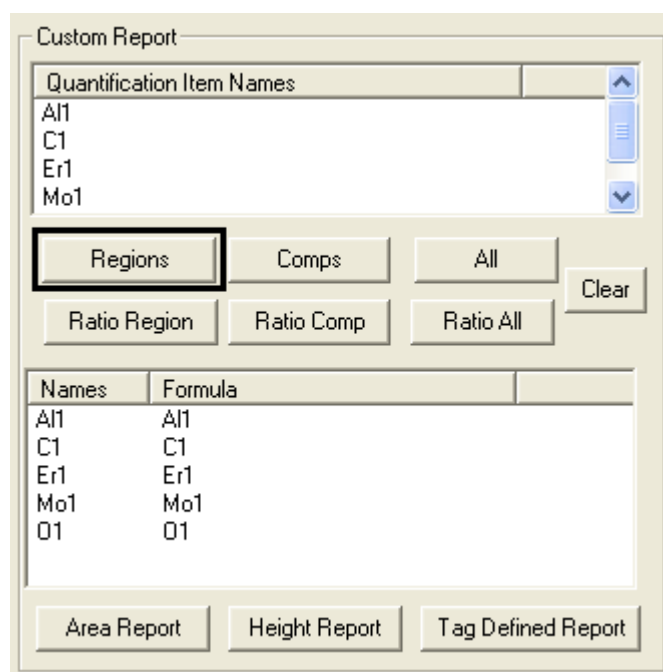 Custom Report
Quantification Item Names
Al1
C1
Er1
Mo1
Regions Comps All
Clear
Ratio Region Ratio Comp Ratio All
Names Formula
Al1 Al1
C1 C1
Er1 Er1
Mo1 Mo1
O1 O1
Area Report Height Report Tag Defined Report